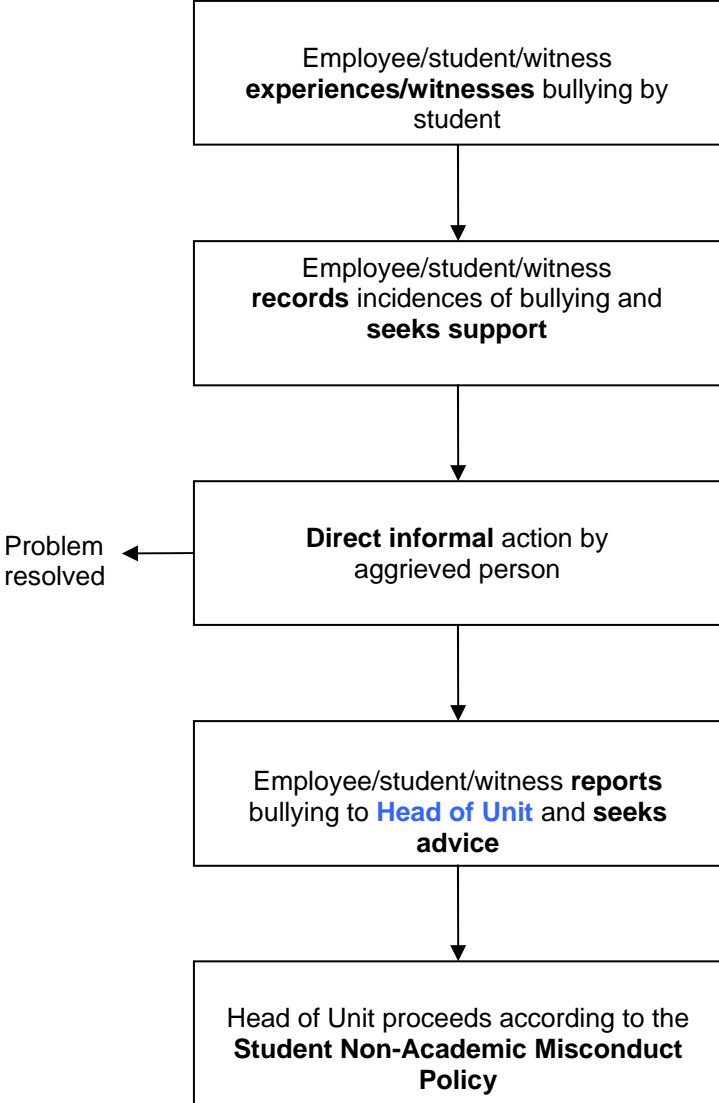 Employee/student/witness
experiences/witnesses bullying by
student
Employee/student/witness
records incidences of bullying and
seeks support
Problem
resolved
Direct informal action by
aggrieved person
Employee/student/witness reports
bullying to Head of Unit and seeks
advice
Head of Unit proceeds according to the
Student Non-Academic Misconduct
Policy